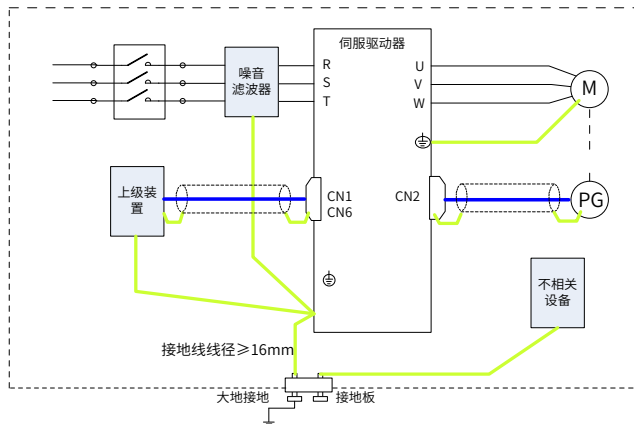 伺服驱动器
R
S
T
噪音
滤波器
U
V
W
M
上级装
置
CN1
CN6
CN2
PG
不相关
设备
接地线线径≥16mm
大地接地
接地板